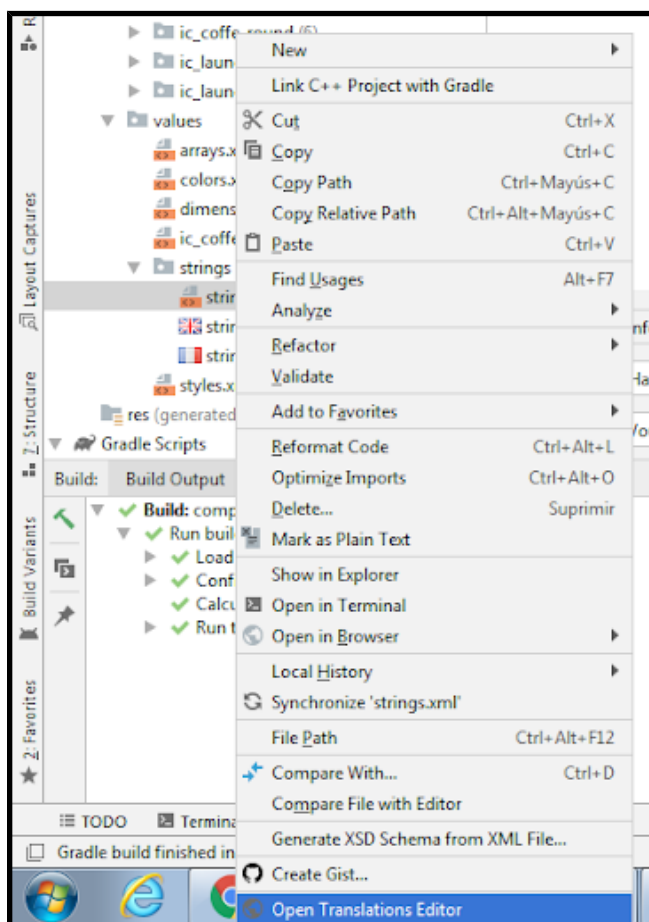 ic_coffe_round (6)
ic_laun
ic_laun
values
arrays.x
colors.x
dimens
ic_coffe
strings
strin
strin
strin
styles.x
res (generated
Gradle Scripts
Layout Captures
7: Structure
Build Variants
2: Favorites
Build: Build Output
Build: comp
Run buil
Load
Conf
Calcu
Run t
TODO Termina
Gradle build finished in
New
Link C++ Project with Gradle
Cut Ctrl+X
Copy Ctrl+C
Copy Path Ctrl+Mayús+C
Copy Relative Path Ctrl+Alt+Mayús+C
Paste Ctrl+V
Find Usages Alt+F7
Analyze
Refactor
Validate
Add to Favorites
Reformat Code Ctrl+Alt+L
Optimize Imports Ctrl+Alt+O
Delete... Suprimir
Mark as Plain Text
Show in Explorer
Open in Terminal
Open in Browser
Local History
Synchronize 'strings.xml'
File Path Ctrl+Alt+F12
Compare With... Ctrl+D
Compare File with Editor
Generate XSD Schema from XML File...
Create Gist...
Open Translations Editor